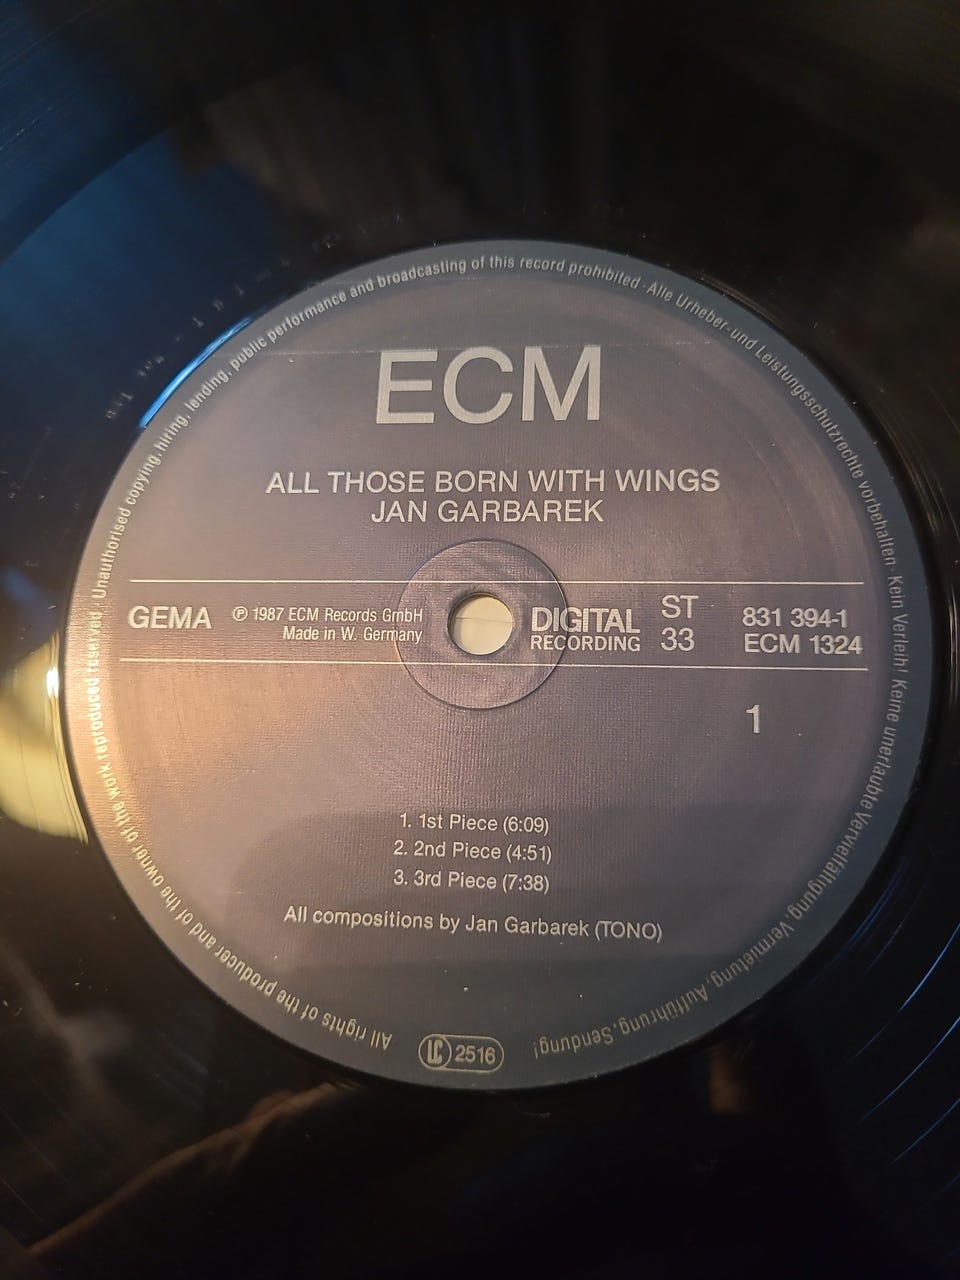 ECM
ALL THOSE BORN WITH WINGS
JAN GARBAREK
GEMA
℗ 1987 ECM Records GmbH
Made in W. Germany
DIGITAL
RECORDING
ST
33
831 394-1
ECM 1324
1
1. 1st Piece (6:09)
2. 2nd Piece (4:51)
3. 3rd Piece (7:38)
All compositions by Jan Garbarek (TONO)
LC 2516
All rights of the producer and of the owner of the work reproduced reserved · Unauthorised copying, hiring, lending, public performance and broadcasting of this record prohibited · Alle Urheber- und Leistungsschutzrechte vorbehalten · Kein Verleih! Keine unerlaubte Vervielfältigung, Vermietung, Aufführung, Sendung!